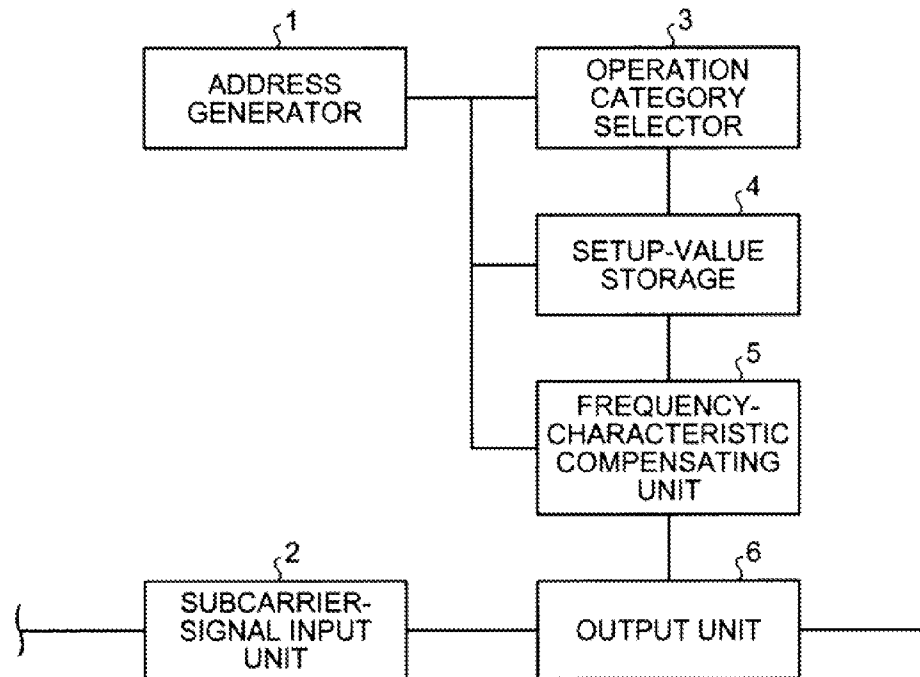 1
ADDRESS
GENERATOR
3
OPERATION
CATEGORY
SELECTOR
4
SETUP-VALUE
STORAGE
5
FREQUENCY-
CHARACTERISTIC
COMPENSATING
UNIT
2
SUBCARRIER-
SIGNAL INPUT
UNIT
6
OUTPUT UNIT